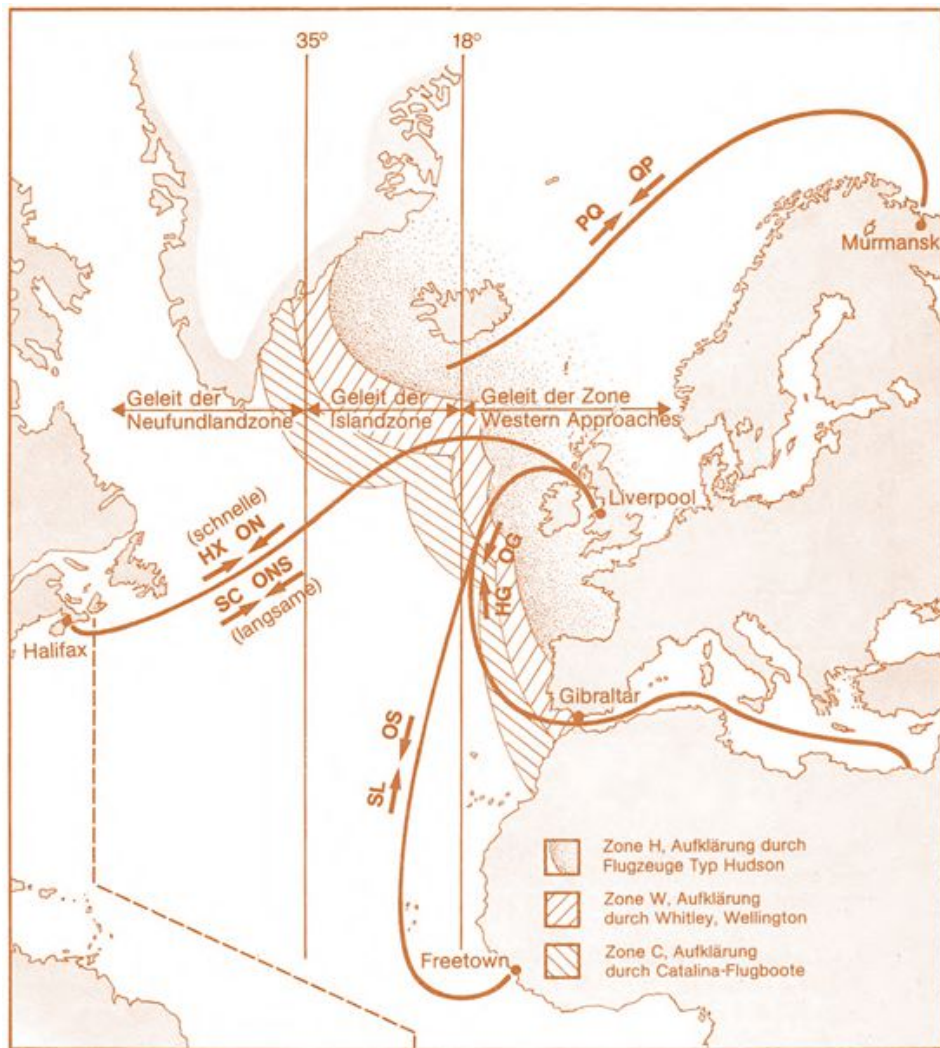 35º
18º
PQ QP
Murmansk
Geleit der
Neufundlandzone
Geleit der
Islandzone
Geleit der Zone
Western Approaches
Liverpool
(schnelle)
HX ON
SC ONS
(langsame)
OG
HG
Halifax
Gibraltar
OS
SL
Freetown
Zone H, Aufklärung durch
Flugzeuge Typ Hudson
Zone W, Aufklärung
durch Whitley, Wellington
Zone C, Aufklärung
durch Catalina-Flugboote